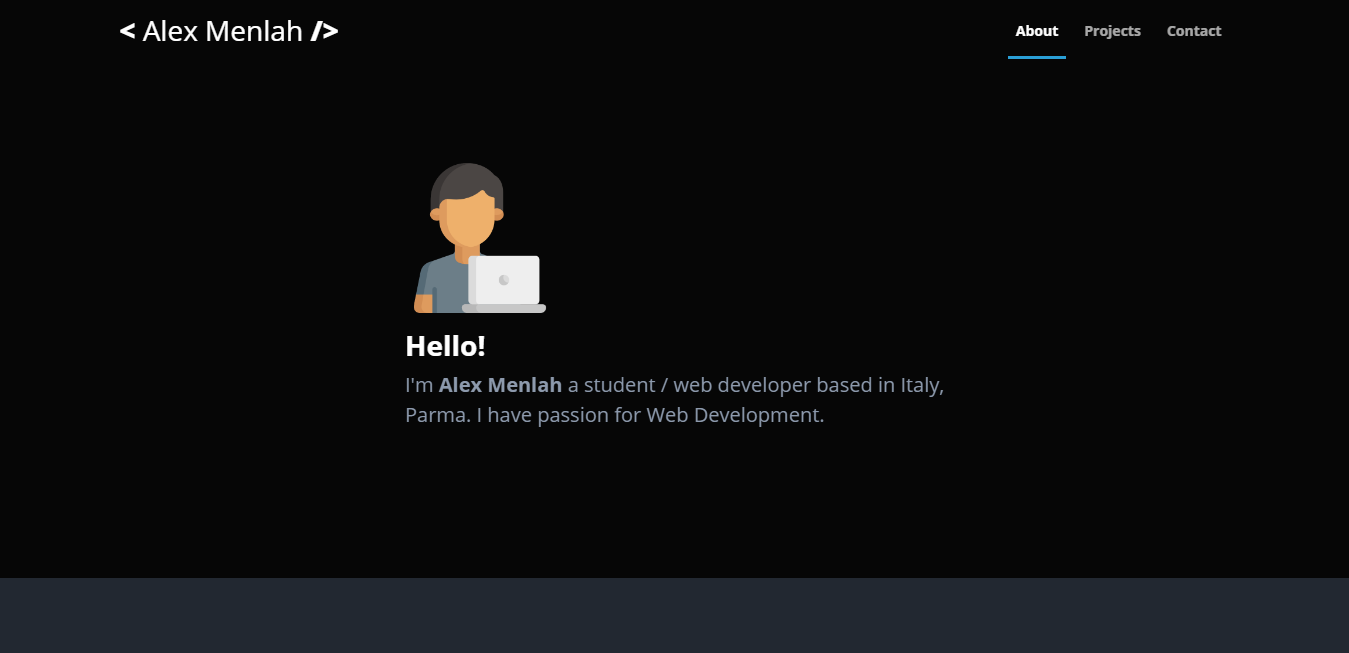 < Alex Menlah />
About Projects Contact
Hello!
I'm Alex Menlah a student / web developer based in Italy,
Parma. I have passion for Web Development.